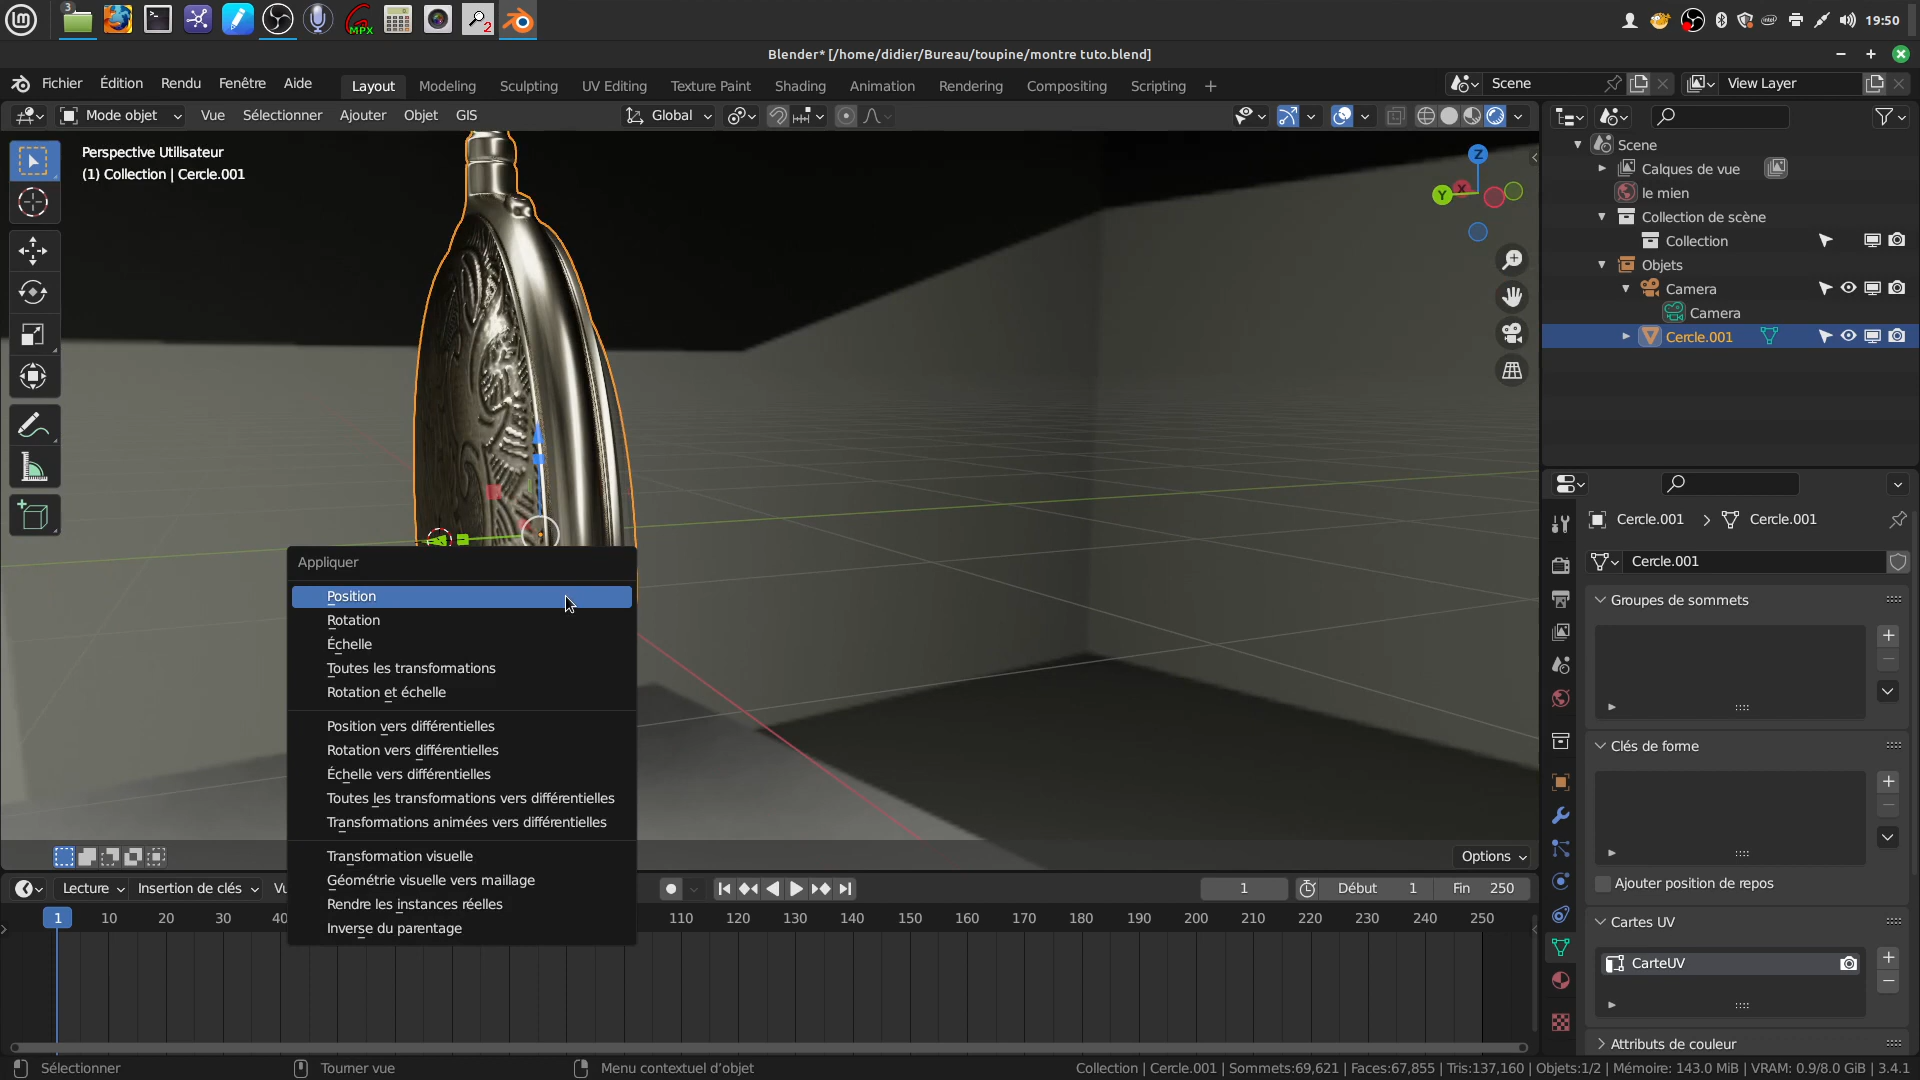 3
MPX
2
19:50
Blender* [/home/didier/Bureau/toupine/montre tuto.blend]
Fichier Édition Rendu Fenêtre Aide
Layout Modeling Sculpting UV Editing Texture Paint Shading Animation Rendering Compositing Scripting +
Scene
View Layer
Mode objet Vue Sélectionner Ajouter Objet GIS
Global
Perspective Utilisateur
(1) Collection | Cercle.001
Z
X
Y
Scene
Calques de vue
le mien
Collection de scène
Collection
Objets
Camera
Camera
Cercle.001
Cercle.001 Cercle.001
Cercle.001
Groupes de sommets
Clés de forme
Ajouter position de repos
Cartes UV
CarteUV
Attributs de couleur
Appliquer
Position
Rotation
Échelle
Toutes les transformations
Rotation et échelle
Position vers différentielles
Rotation vers différentielles
Échelle vers différentielles
Toutes les transformations vers différentielles
Transformations animées vers différentielles
Transformation visuelle
Géométrie visuelle vers maillage
Rendre les instances réelles
Inverse du parentage
Options
Lecture Insertion de clés Vu
1 Début 1 Fin 250
1 10 20 30 40 110 120 130 140 150 160 170 180 190 200 210 220 230 240 250
Sélectionner Tourner vue Menu contextuel d'objet
Collection | Cercle.001 | Sommets:69,621 | Faces:67,855 | Tris:137,160 | Objets:1/2 | Mémoire: 143.0 MiB | VRAM: 0.9/8.0 GiB | 3.4.1